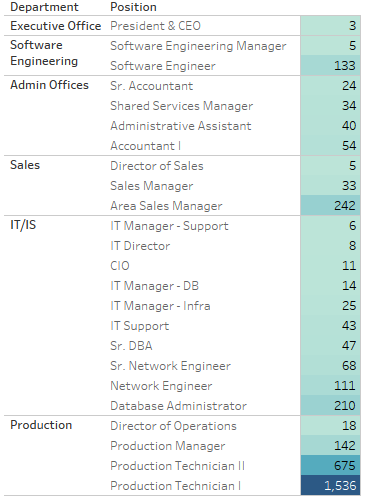 Department Position
Executive Office President & CEO 3
Software Engineering Software Engineering Manager 5
Software Engineer 133
Admin Offices Sr. Accountant 24
Shared Services Manager 34
Administrative Assistant 40
Accountant I 54
Sales Director of Sales 5
Sales Manager 33
Area Sales Manager 242
IT/IS IT Manager - Support 6
IT Director 8
CIO 11
IT Manager - DB 14
IT Manager - Infra 25
IT Support 43
Sr. DBA 47
Sr. Network Engineer 68
Network Engineer 111
Database Administrator 210
Production Director of Operations 18
Production Manager 142
Production Technician II 675
Production Technician I 1,536